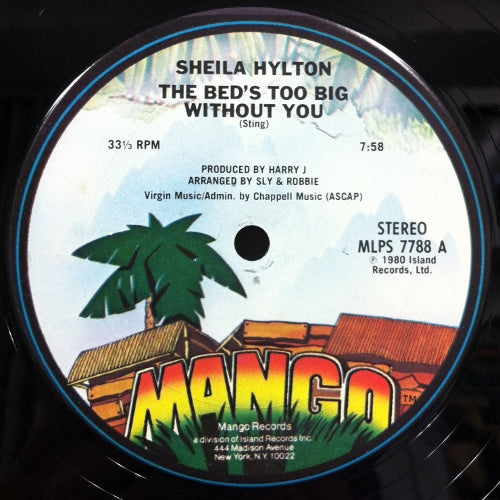 SHEILA HYLTON
THE BED'S TOO BIG
WITHOUT YOU
(Sting)
33⅓ RPM
7:58
PRODUCED BY HARRY J
ARRANGED BY SLY & ROBBIE
Virgin Music/Admin. by Chappell Music (ASCAP)
STEREO
MLPS 7788 A
℗ 1980 Island
Records, Ltd.
MANGO TM
Mango Records
a division of Island Records Inc.
444 Madison Avenue
New York, N.Y. 10022